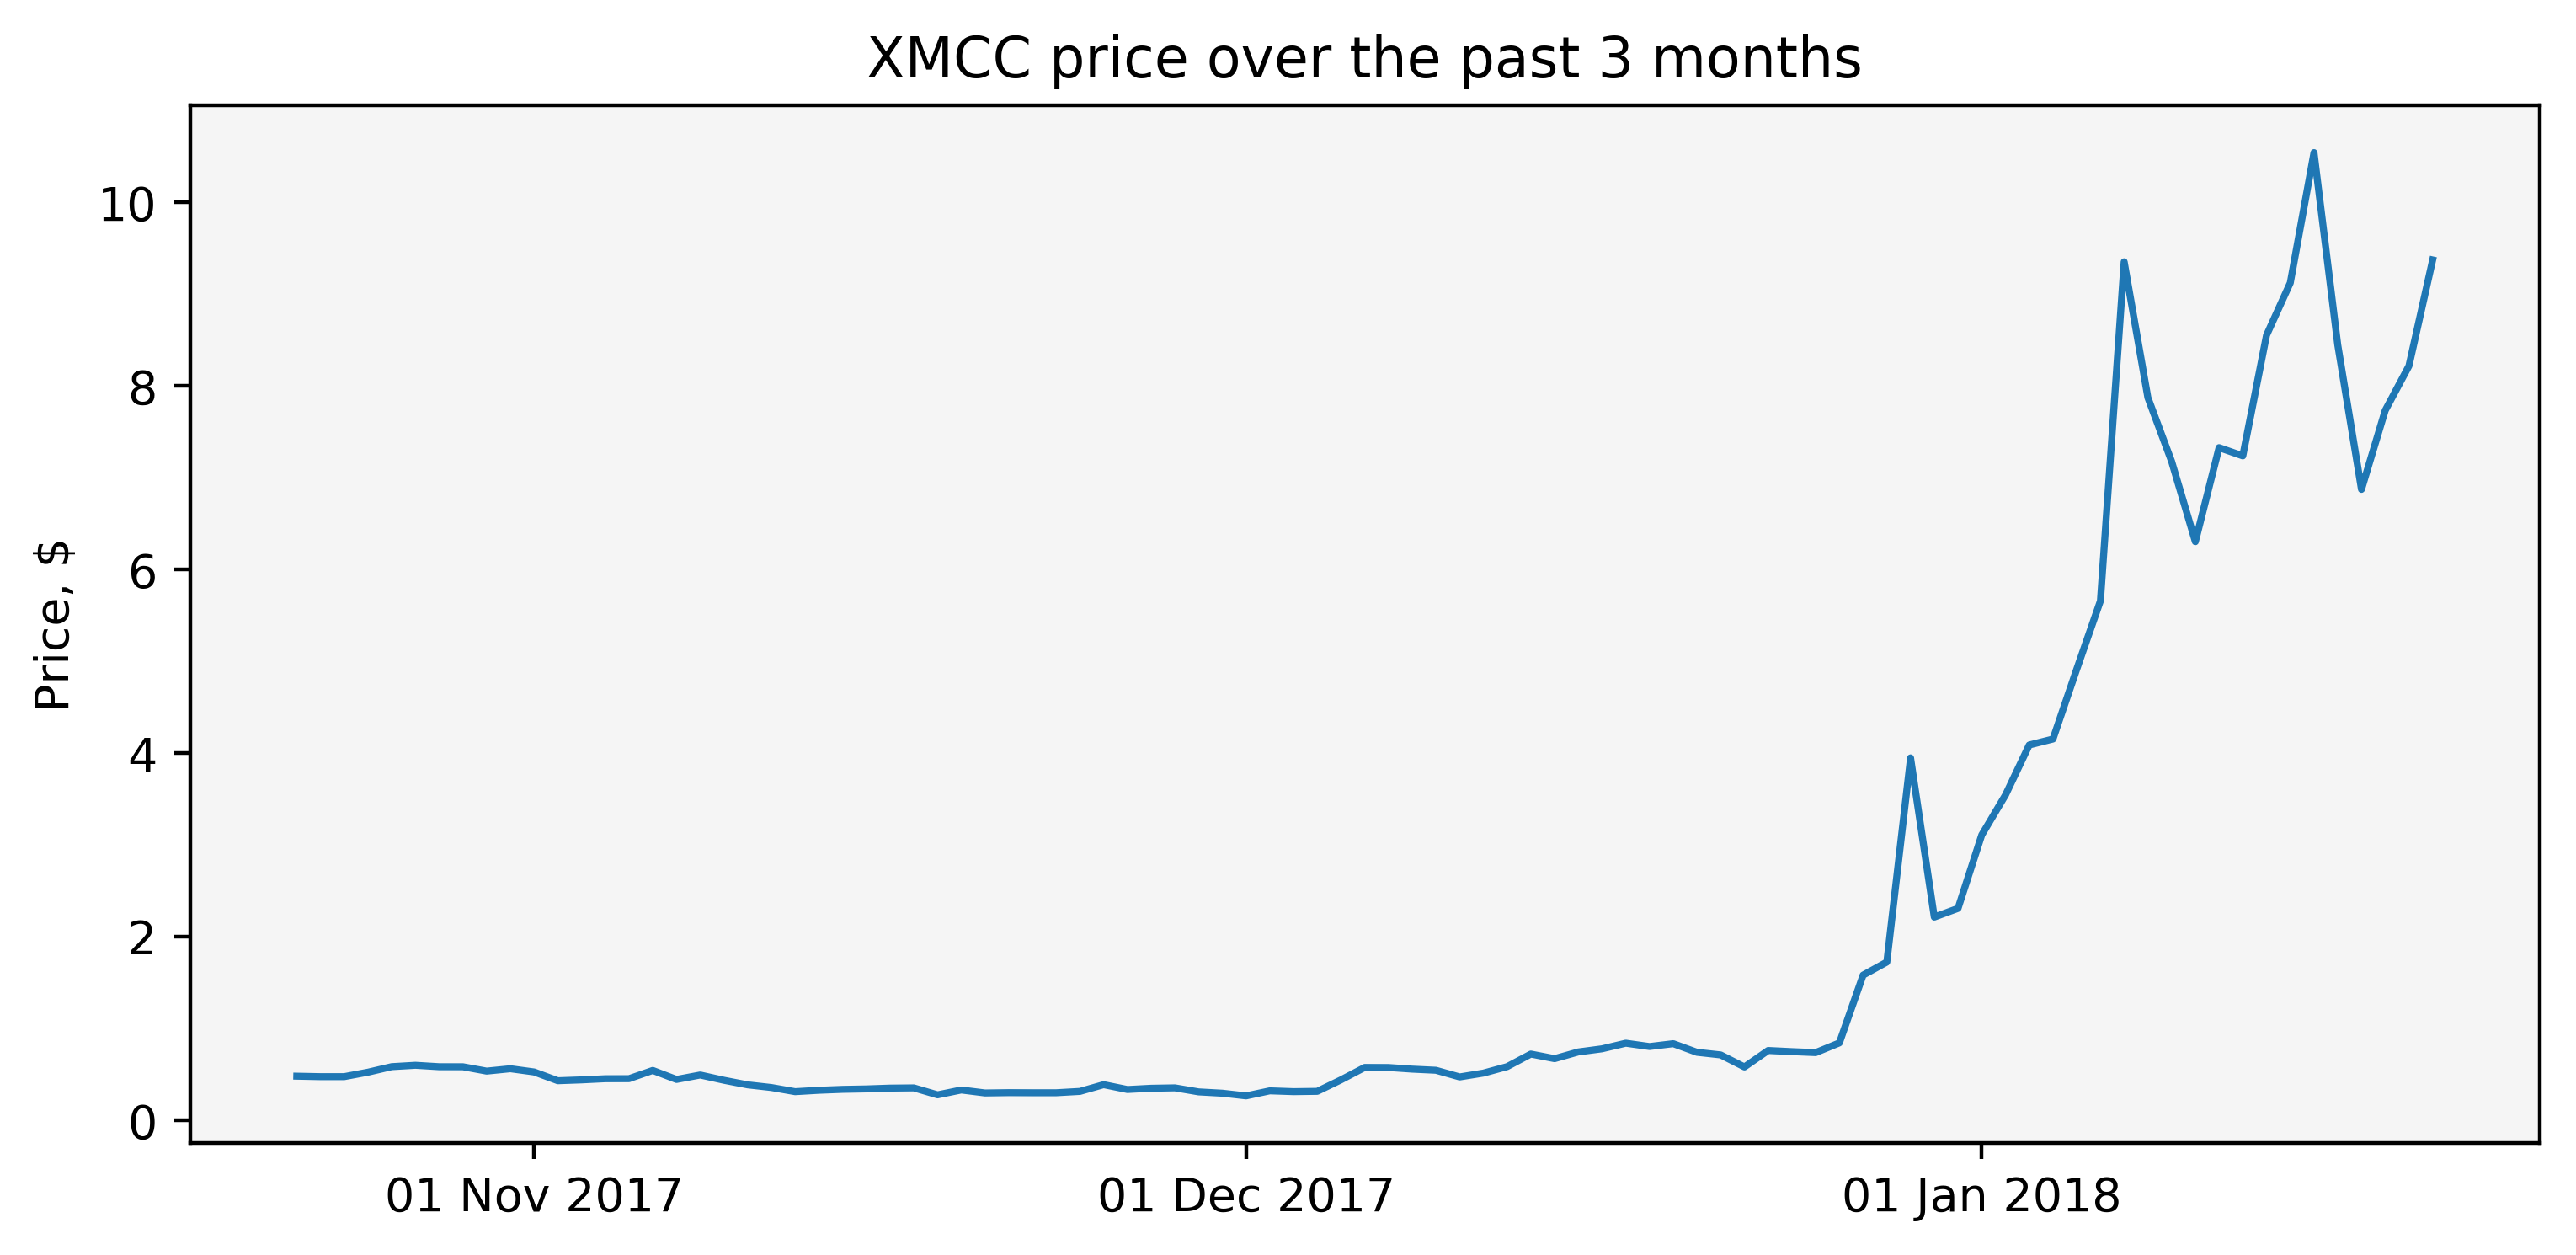 XMCC price over the past 3 months
Price, $
10
8
6
4
2
0
01 Nov 2017
01 Dec 2017
01 Jan 2018